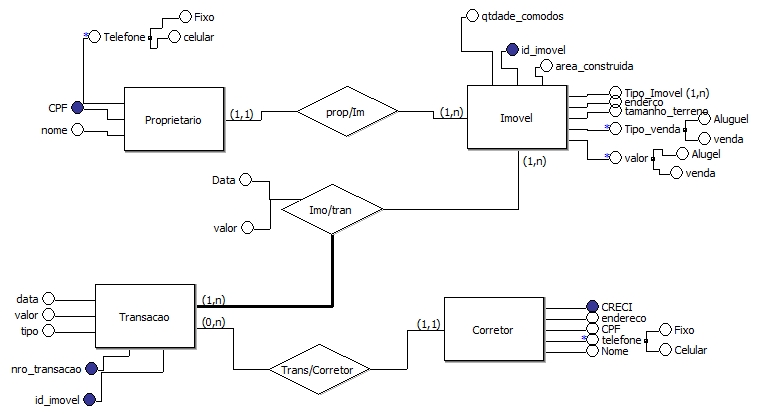 Fixo
qtdade_comodos
* Telefone
celular
id_imovel
area_construida
CPF
Proprietario
(1,1)
prop/Im
(1,n)
Imovel
Tipo_Imovel (1,n)
enderço
tamanho_terreno
nome
* Tipo_venda
Aluguel
venda
(1,n)
* valor
Alugel
venda
Data
Imo/tran
valor
data
valor
tipo
Transacao
(1,n)
(0,n)
(1,1)
Corretor
CRECI
endereco
CPF
* telefone
Nome
Fixo
Celular
nro_transacao
Trans/Corretor
id_imovel